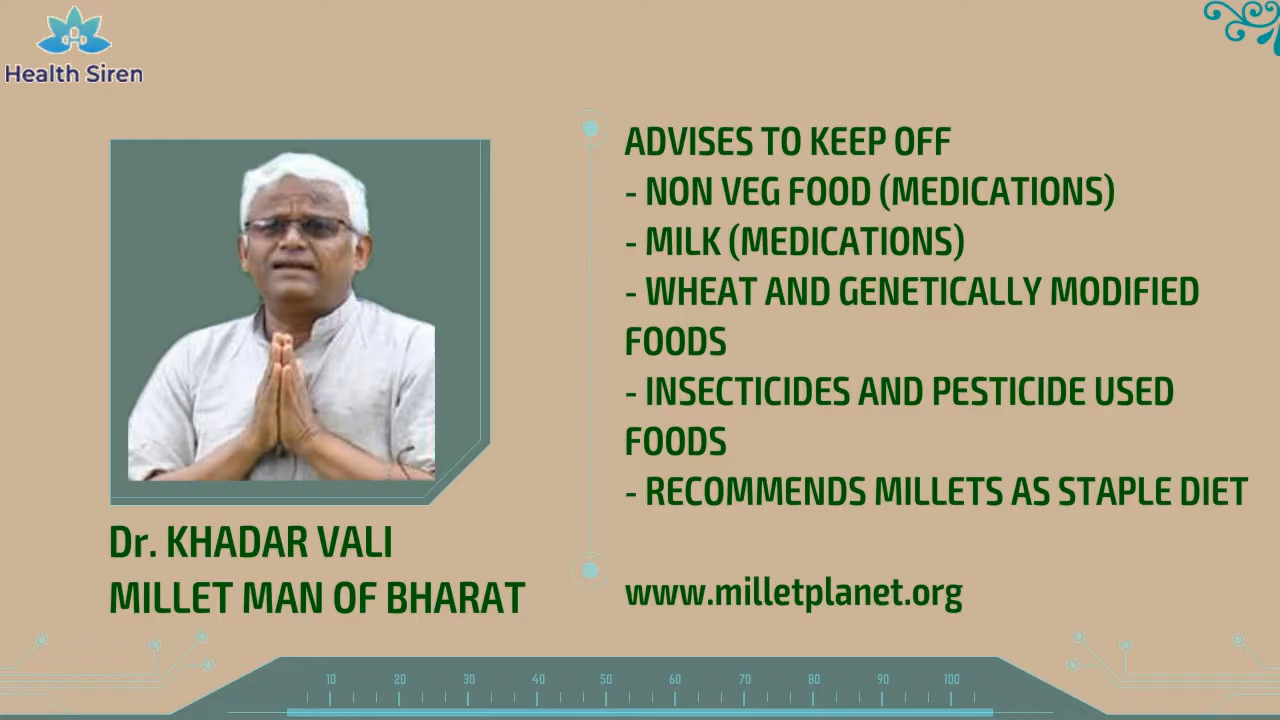 Health Siren
ADVISES TO KEEP OFF
- NON VEG FOOD (MEDICATIONS)
- MILK (MEDICATIONS)
- WHEAT AND GENETICALLY MODIFIED
FOODS
- INSECTICIDES AND PESTICIDE USED
FOODS
- RECOMMENDS MILLETS AS STAPLE DIET
www.milletplanet.org
Dr. KHADAR VALI
MILLET MAN OF BHARAT
10 20 30 40 50 60 70 80 90 100